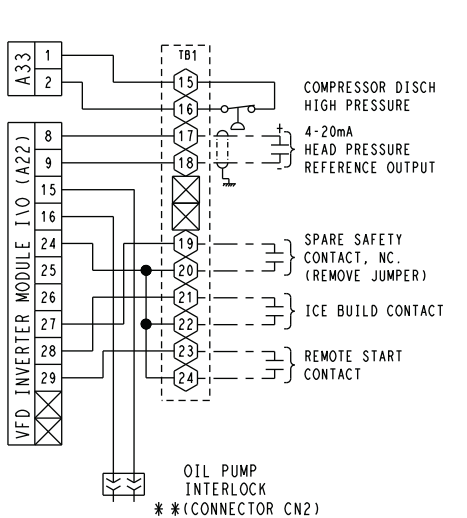 A33
1
2
VFD INVERTER MODULE I\O (A22)
8
9
15
16
24
25
26
27
28
29
TB1
15
16
17
18
19
20
21
22
23
24
COMPRESSOR DISCH
HIGH PRESSURE
+
4-20mA
HEAD PRESSURE
REFERENCE OUTPUT
-
SPARE SAFETY
CONTACT, NC.
(REMOVE JUMPER)
ICE BUILD CONTACT
REMOTE START
CONTACT
OIL PUMP
INTERLOCK
**(CONNECTOR CN2)